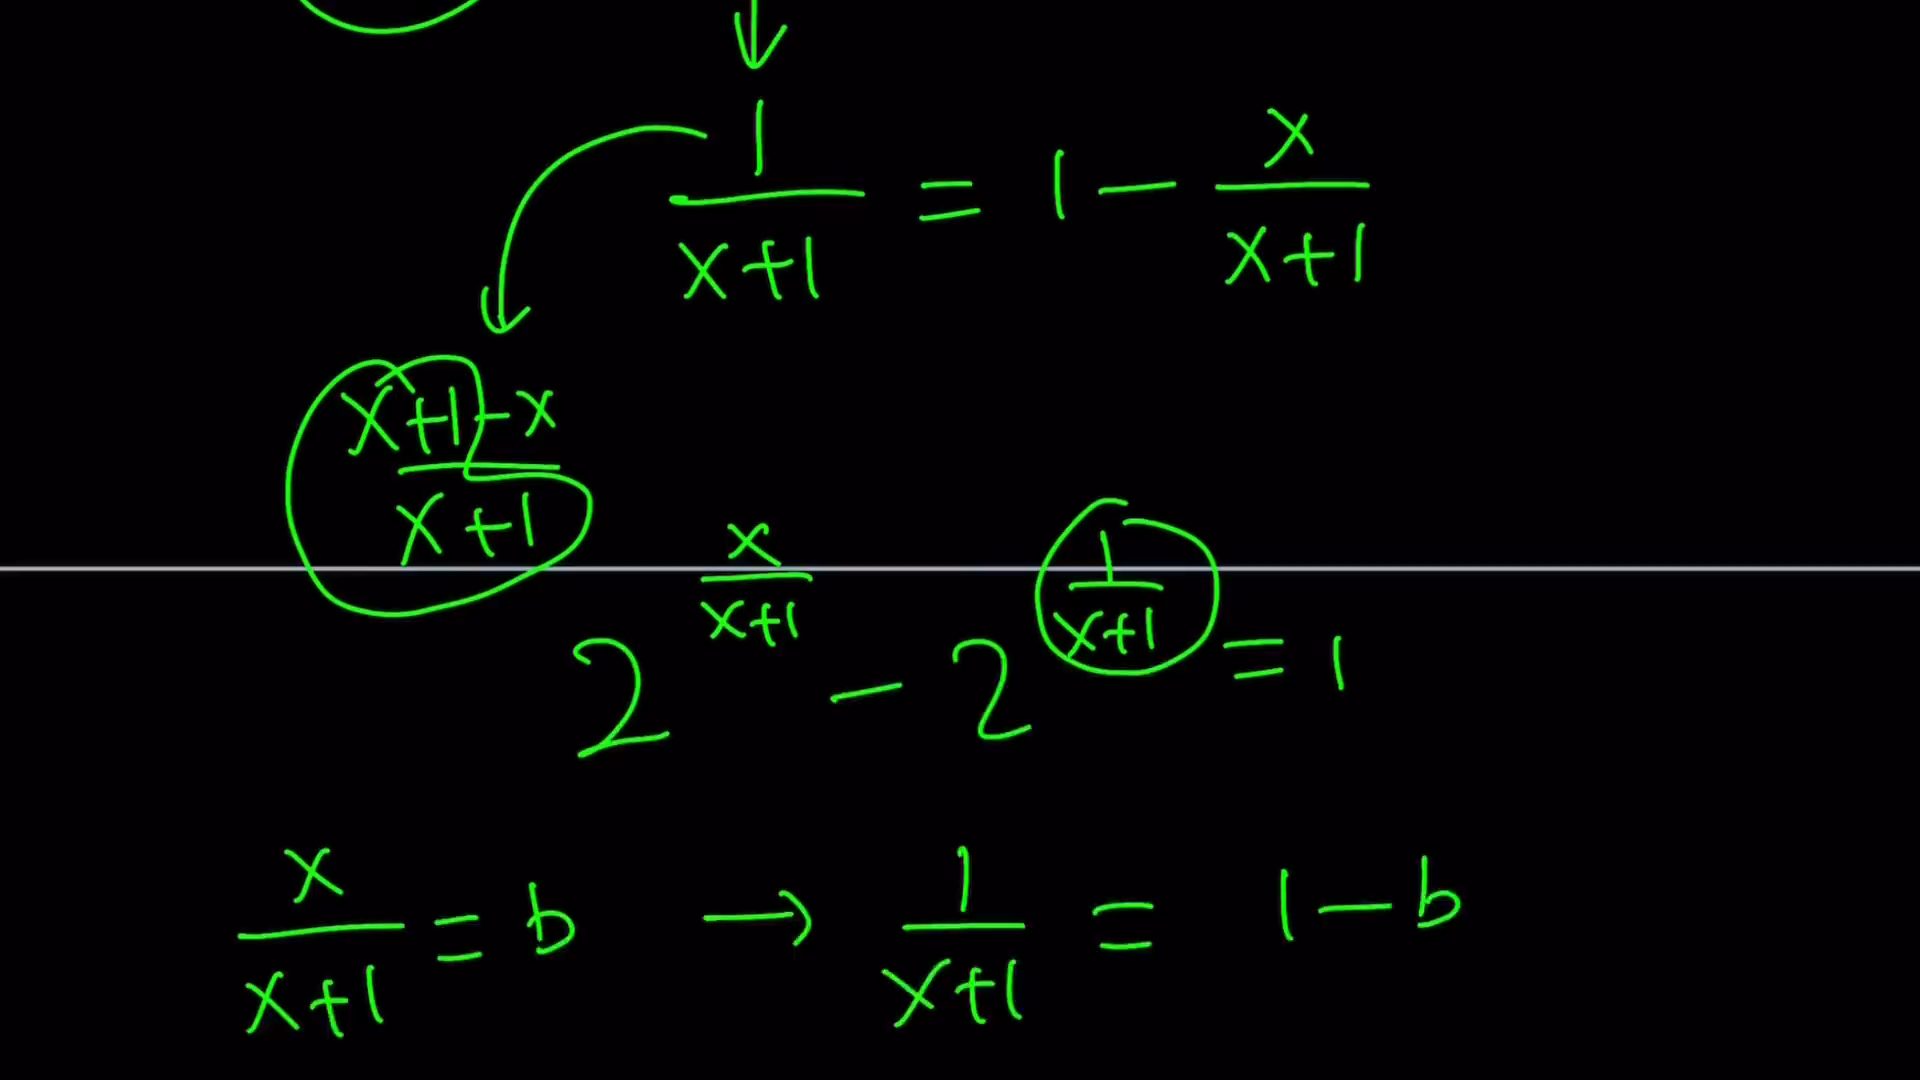 1/(x+1) = 1 - x/(x+1)
(x+1-x)/(x+1)
2^(x/(x+1)) - 2^(1/(x+1)) = 1
x/(x+1) = b → 1/(x+1) = 1 - b